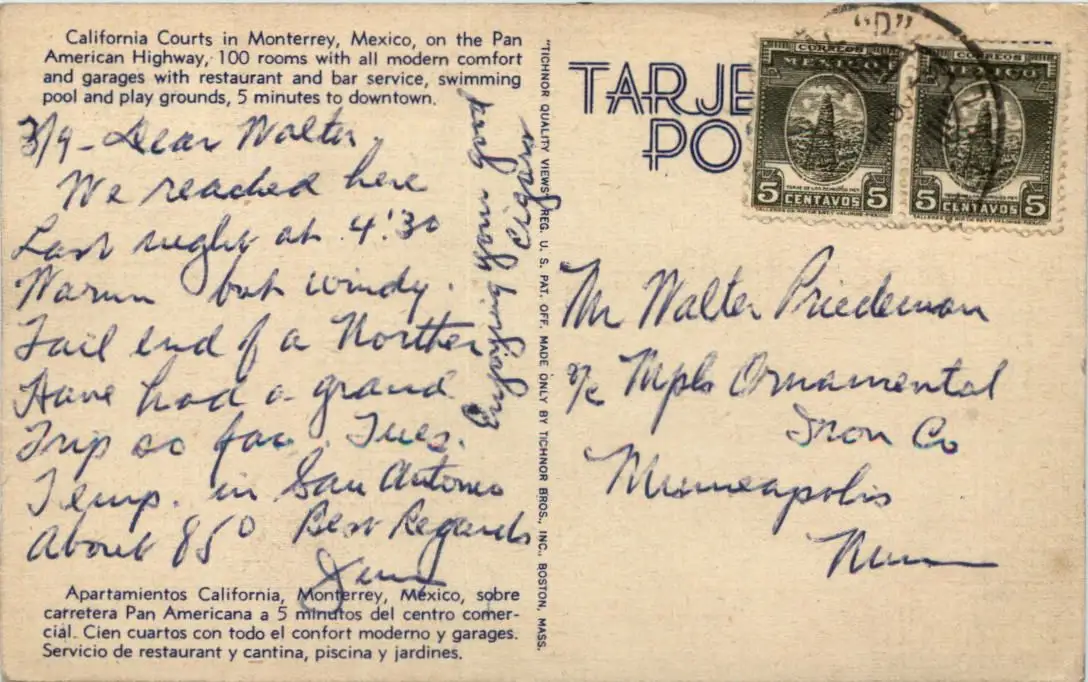 California Courts in Monterrey, Mexico, on the Pan
American Highway, 100 rooms with all modern comfort
and garages with restaurant and bar service, swimming
pool and play grounds, 5 minutes to downtown.
3/9 - Dear Walter,
We reached here
Last night at 4:30
Warm but windy.
Tail end of a Norther
Have had a grand
Trip so far. Tues.
Temp. in San Antonio
About 85° Best Regards
Enjoying
Apartamientos California, Monterrey, Mexico, sobre
carretera Pan Americana a 5 minutos del centro comer-
cial. Cien cuartos con todo el confort moderno y garages.
Servicio de restaurant y cantina, piscina y jardines.
"TICHNOR QUALITY VIEWS," REG. U. S. PAT. OFF. MADE ONLY BY TICHNOR BROS., INC., BOSTON, MASS.
TARJE
PO
"D"
CORREOS
MEXICO
5 CENTAVOS 5
CORREOS
MEXICO
5 CENTAVOS 5
Mr Walter Priedeman
c/o Mpls Ornamental
Iron Co
Minneapolis
Minn